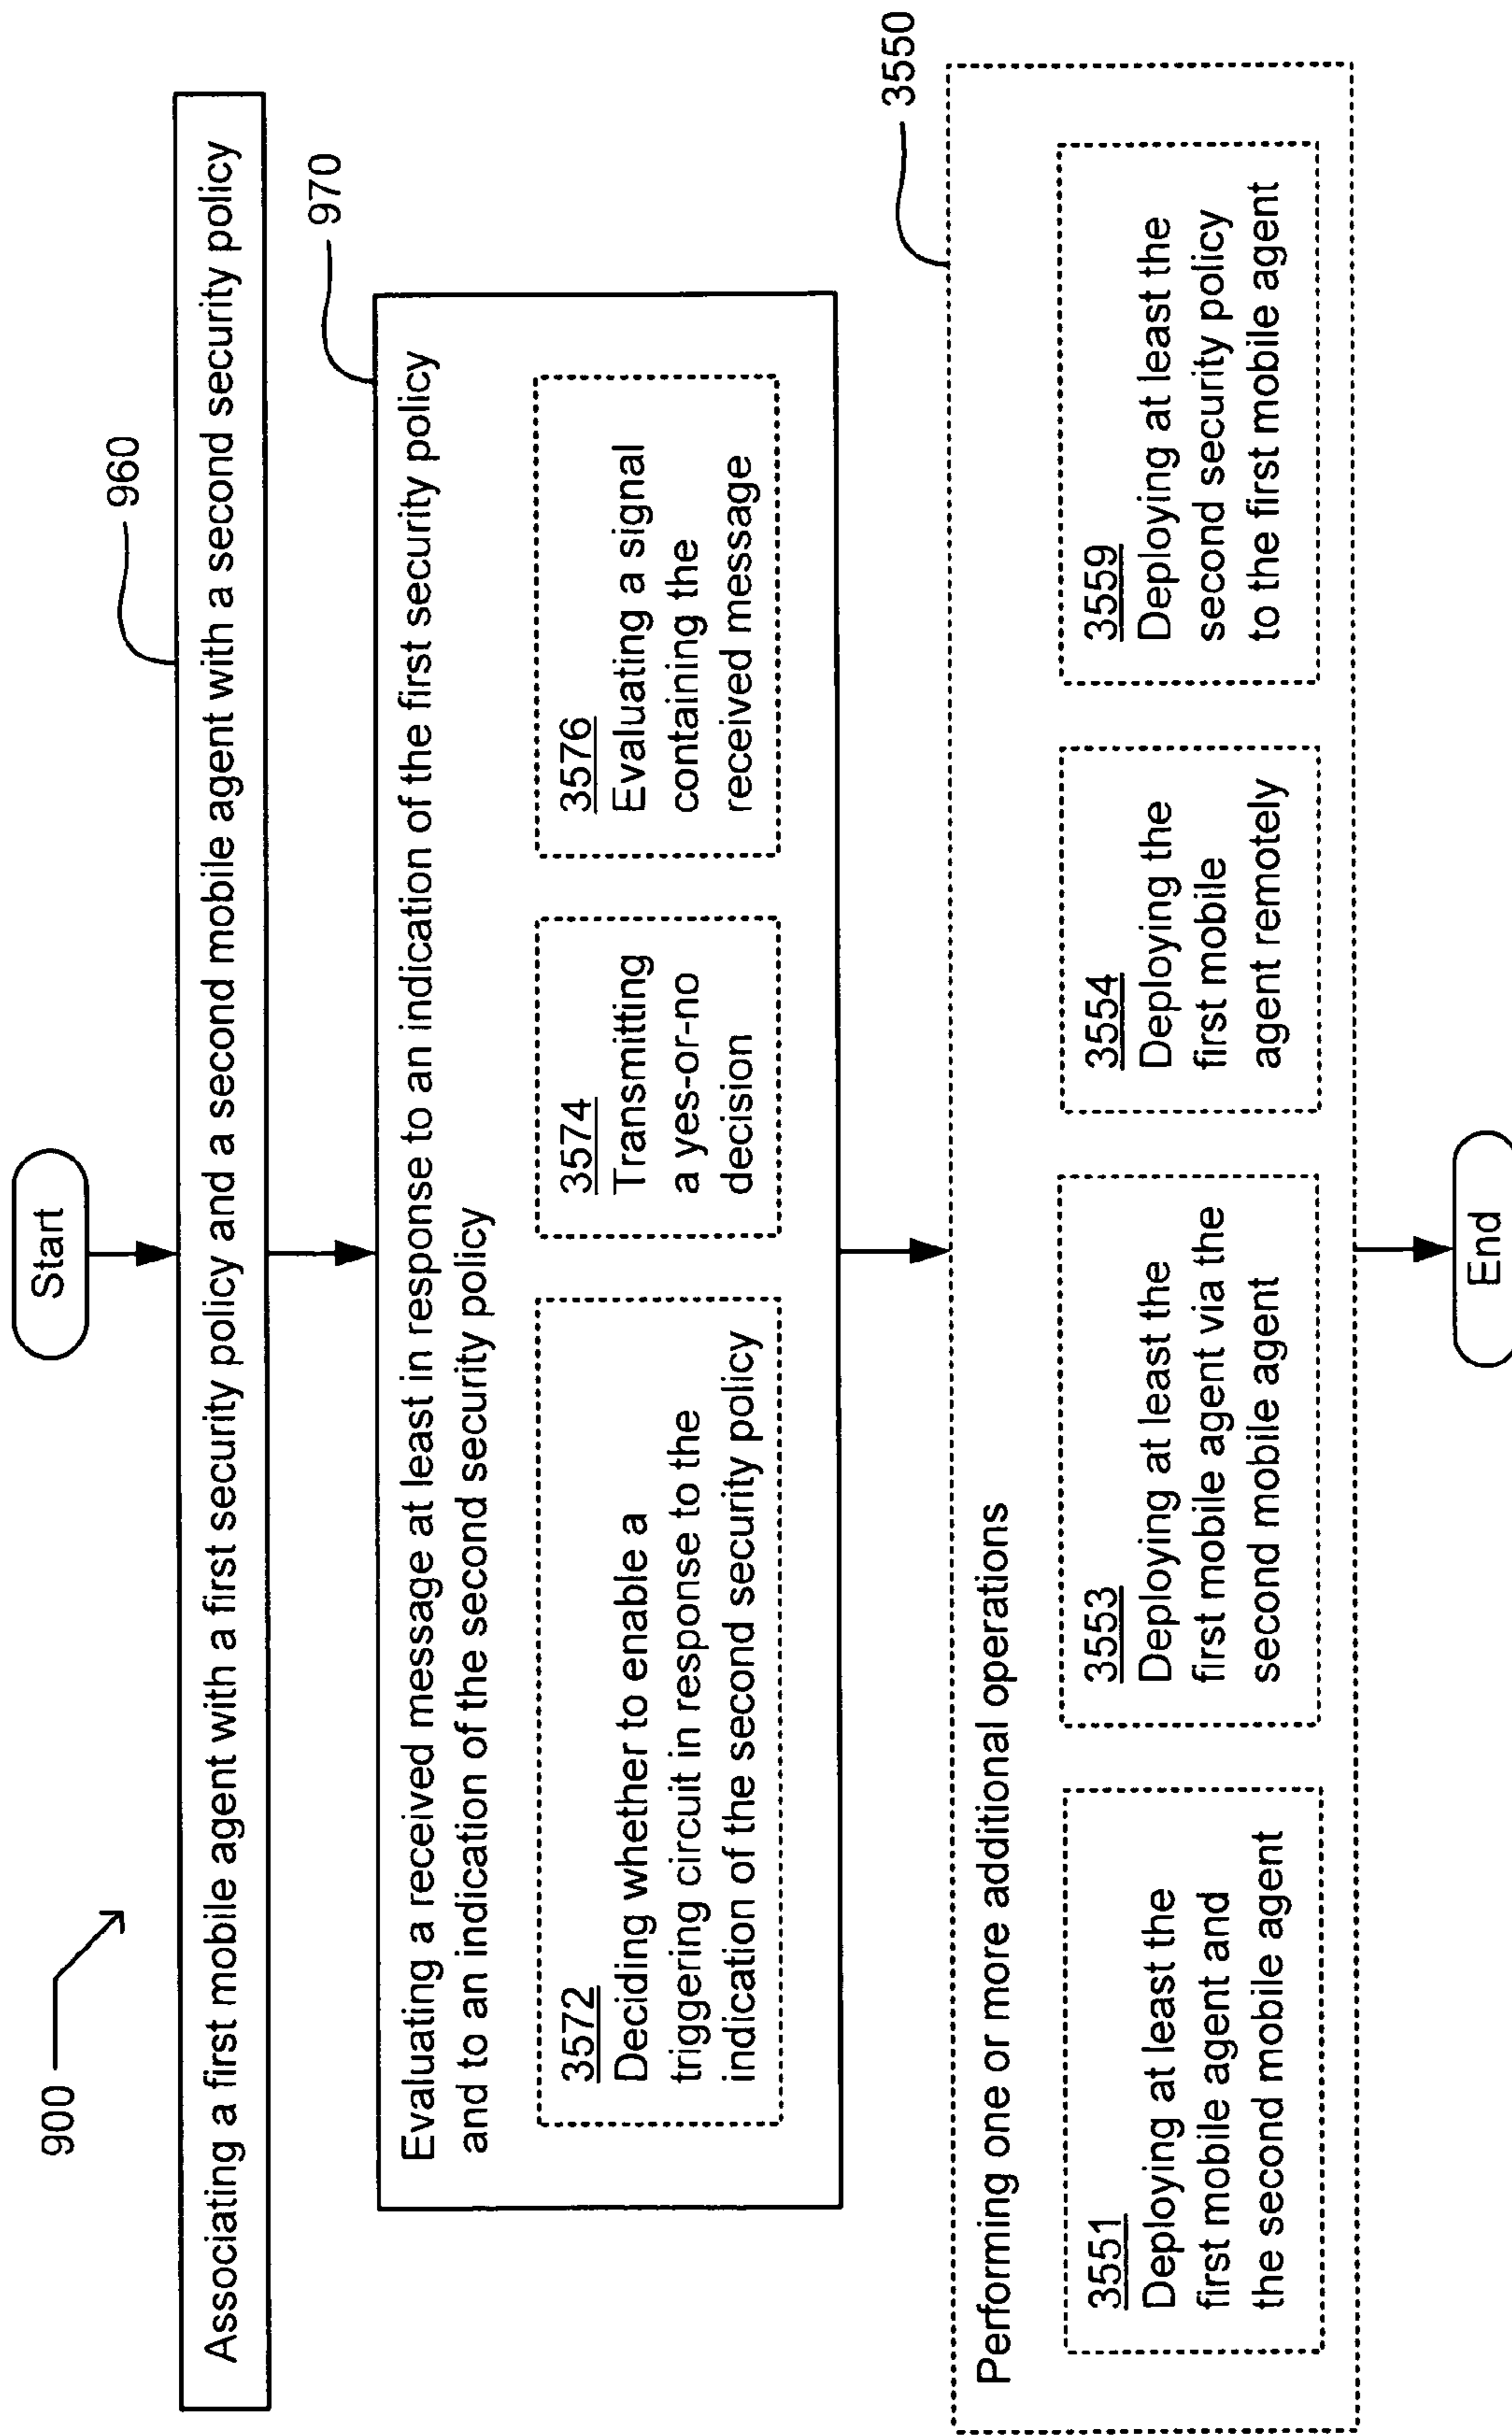 900
Start
960
Associating a first mobile agent with a first security policy and a second mobile agent with a second security policy
970
Evaluating a received message at least in response to an indication of the first security policy
and to an indication of the second security policy
3572
Deciding whether to enable a
triggering circuit in response to the
indication of the second security policy
3574
Transmitting
a yes-or-no
decision
3576
Evaluating a signal
containing the
received message
3550
Performing one or more additional operations
3551
Deploying at least the
first mobile agent and
the second mobile agent
3553
Deploying at least the
first mobile agent via the
second mobile agent
3554
Deploying the
first mobile
agent remotely
3559
Deploying at least the
second security policy
to the first mobile agent
End